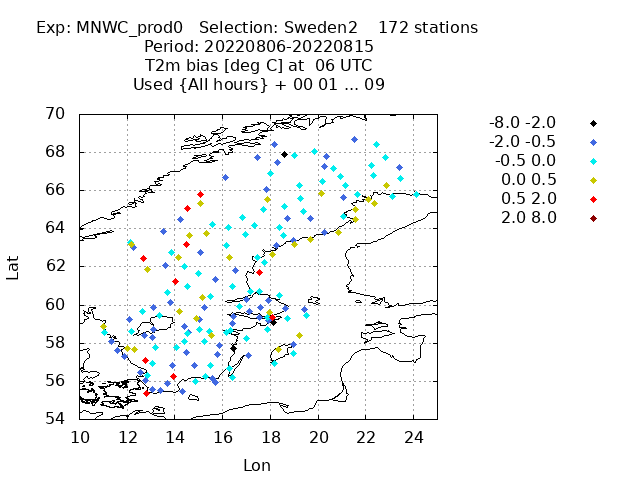 Exp: MNWC_prod0   Selection: Sweden2    172 stations
Period: 20220806-20220815
T2m bias [deg C] at  06 UTC
Used {All hours} + 00 01 ... 09
70
68
66
64
62
60
58
56
54
Lat
10 12 14 16 18 20 22 24
Lon
-8.0 -2.0
-2.0 -0.5
-0.5 0.0
0.0 0.5
0.5 2.0
2.0 8.0